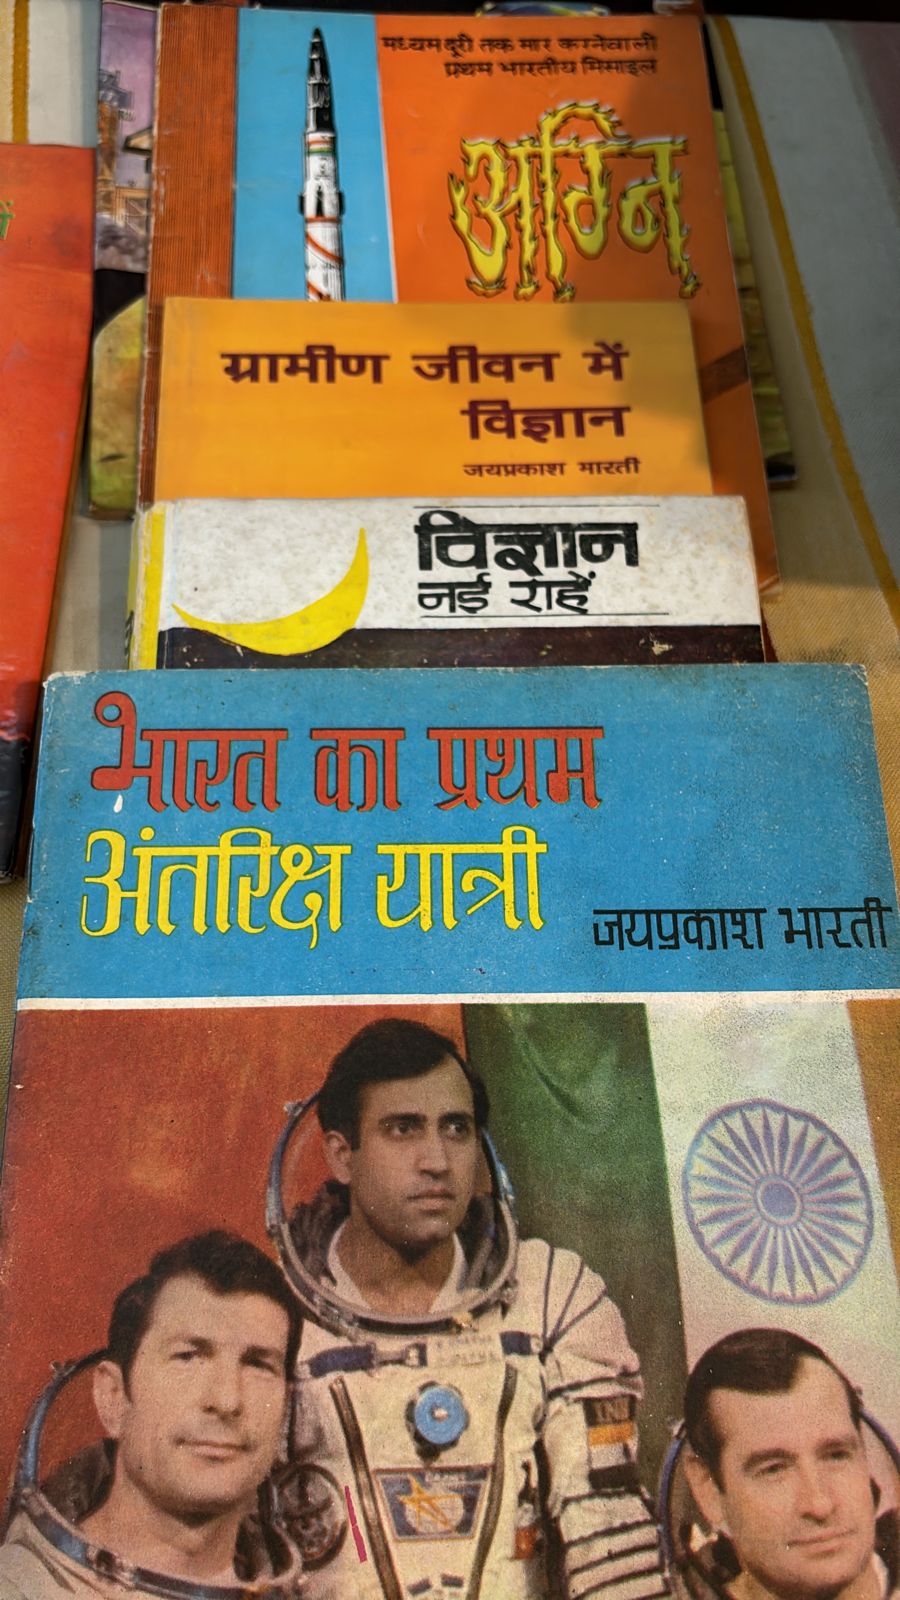 मध्यम दूरी तक मार करनेवाली
प्रथम भारतीय मिसाइल
अग्नि
ग्रामीण जीवन में
विज्ञान
जयप्रकाश भारती
विज्ञान
नई राहें
भारत का प्रथम
अंतरिक्ष यात्री
जयप्रकाश भारती